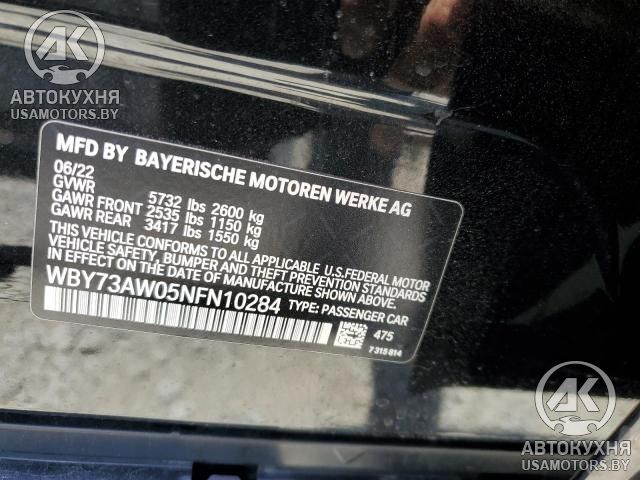 АК
АВТОКУХНЯ
USAMOTORS.BY
MFD BY BAYERISCHE MOTOREN WERKE AG
06/22
GVWR 5732 lbs 2600 kg
GAWR FRONT 2535 lbs 1150 kg
GAWR REAR 3417 lbs 1550 kg
THIS VEHICLE CONFORMS TO ALL APPLICABLE U.S.FEDERAL MOTOR
VEHICLE SAFETY, BUMPER, AND THEFT PREVENTION STANDARDS
IN EFFECT ON THE DATE OF MANUFACTURE SHOWN ABOVE.
WBY73AW05NFN10284 TYPE: PASSENGER CAR
475
7315814
АК
АВТОКУХНЯ
USAMOTORS.BY